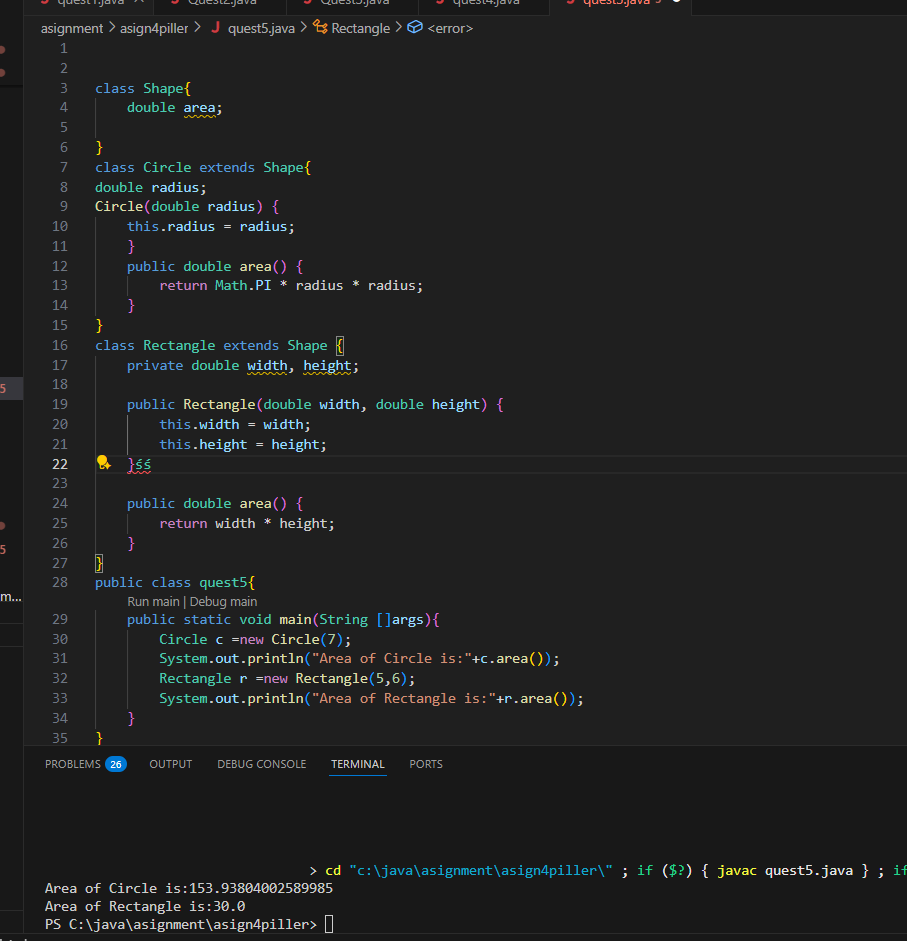 quest1.java Quest2.java Quest3.java quest4.java quest5.java 5
asignment > asign4piller > J quest5.java > Rectangle > <error>
1
2
3 class Shape{
4 double area;
5
6 }
7 class Circle extends Shape{
8 double radius;
9 Circle(double radius) {
10 this.radius = radius;
11 }
12 public double area() {
13 return Math.PI * radius * radius;
14 }
15 }
16 class Rectangle extends Shape {
17 private double width, height;
18
19 public Rectangle(double width, double height) {
20 this.width = width;
21 this.height = height;
22 }śś
23
24 public double area() {
25 return width * height;
26 }
27 }
28 public class quest5{
Run main | Debug main
29 public static void main(String []args){
30 Circle c =new Circle(7);
31 System.out.println("Area of Circle is:"+c.area());
32 Rectangle r =new Rectangle(5,6);
33 System.out.println("Area of Rectangle is:"+r.area());
34 }
35 }
5
5
m...
PROBLEMS 26 OUTPUT DEBUG CONSOLE TERMINAL PORTS
> cd "c:\java\asignment\asign4piller\" ; if ($?) { javac quest5.java } ; if
Area of Circle is:153.93804002589985
Area of Rectangle is:30.0
PS C:\java\asignment\asign4piller>